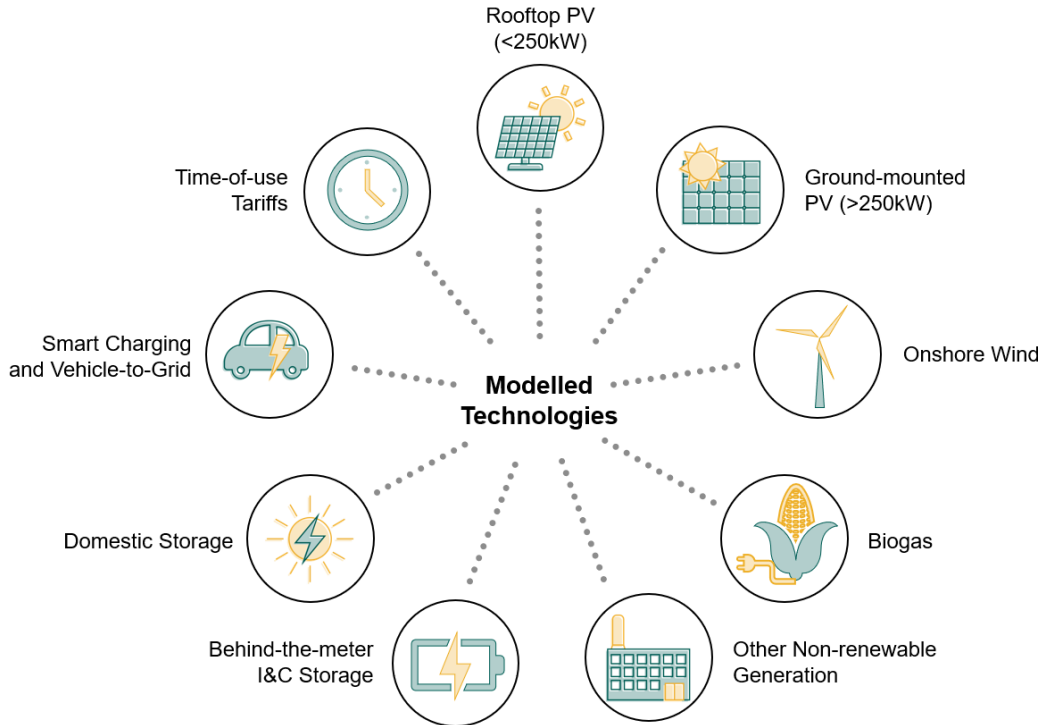 Rooftop PV
(<250kW)
Ground-mounted
PV (>250kW)
Onshore Wind
Biogas
Other Non-renewable
Generation
Behind-the-meter
I&C Storage
Domestic Storage
Smart Charging
and Vehicle-to-Grid
Time-of-use
Tariffs
Modelled
Technologies